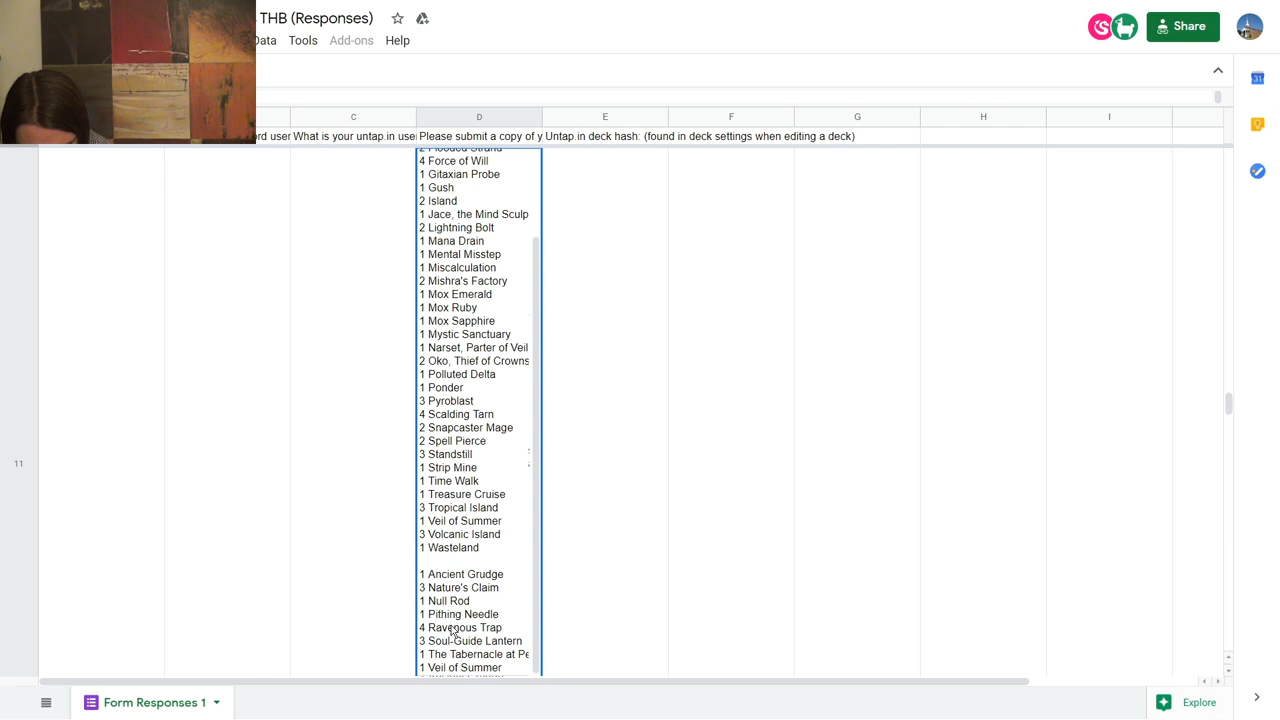 THB (Responses)
Share
Data Tools Add-ons Help
C D E F G H I
ord user What is your untap.in use Please submit a copy of y Untap.in deck hash: (found in deck settings when editing a deck)
2 Flooded Strand
4 Force of Will
1 Gitaxian Probe
1 Gush
2 Island
1 Jace, the Mind Sculp
2 Lightning Bolt
1 Mana Drain
1 Mental Misstep
1 Miscalculation
2 Mishra's Factory
1 Mox Emerald
1 Mox Ruby
1 Mox Sapphire
1 Mystic Sanctuary
1 Narset, Parter of Veil
2 Oko, Thief of Crowns
1 Polluted Delta
1 Ponder
3 Pyroblast
4 Scalding Tarn
2 Snapcaster Mage
2 Spell Pierce
3 Standstill
11
1 Strip Mine
1 Time Walk
1 Treasure Cruise
3 Tropical Island
1 Veil of Summer
3 Volcanic Island
1 Wasteland
1 Ancient Grudge
3 Nature's Claim
1 Null Rod
1 Pithing Needle
4 Ravenous Trap
3 Soul-Guide Lantern
1 The Tabernacle at Pe
1 Veil of Summer
Form Responses 1
Explore